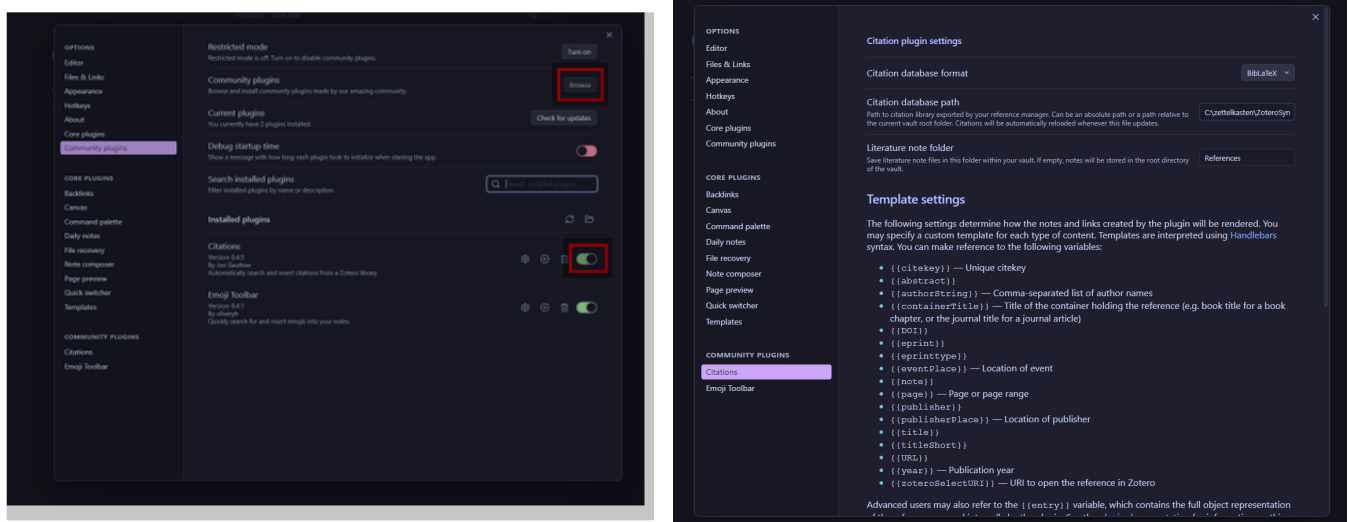 OPTIONS
Editor
Files & Links
Appearance
Hotkeys
About
Core plugins
Community plugins
CORE PLUGINS
Backlinks
Canvas
Command palette
Daily notes
File recovery
Note composer
Page preview
Quick switcher
Templates
COMMUNITY PLUGINS
Citations
Emoji Toolbar
Restricted mode
Restricted mode is off. Turn on to disable community plugins.
Turn on
Community plugins
Browse and install community plugins made by our amazing community.
Browse
Current plugins
You currently have 2 plugins installed.
Check for updates
Debug startup time
Show a message with how long each plugin took to initialize when starting the app.
Search installed plugins
Filter installed plugins by name or description.
Search installed plugins...
Installed plugins
Citations
Version 0.4.5
By Jon Gauthier
Automatically search and insert citations from a Zotero library
Emoji Toolbar
Version 0.4.1
By oliveryh
Quickly search for and insert emojis into your notes.
OPTIONS
Editor
Files & Links
Appearance
Hotkeys
About
Core plugins
Community plugins
CORE PLUGINS
Backlinks
Canvas
Command palette
Daily notes
File recovery
Note composer
Page preview
Quick switcher
Templates
COMMUNITY PLUGINS
Citations
Emoji Toolbar
Citation plugin settings
Citation database format
BibLaTeX
Citation database path
Path to citation library exported by your reference manager. Can be an absolute path or a path relative to
the current vault root folder. Citations will be automatically reloaded whenever this file updates.
C:\zettelkasten\ZoteroSyn
Literature note folder
Save literature note files in this folder within your vault. If empty, notes will be stored in the root directory
of the vault.
References
Template settings
The following settings determine how the notes and links created by the plugin will be rendered. You
may specify a custom template for each type of content. Templates are interpreted using Handlebars
syntax. You can make reference to the following variables:
• {{citekey}} — Unique citekey
• {{abstract}}
• {{authorString}} — Comma-separated list of author names
• {{containerTitle}} — Title of the container holding the reference (e.g. book title for a book
chapter, or the journal title for a journal article)
• {{DOI}}
• {{eprint}}
• {{eprinttype}}
• {{eventPlace}} — Location of event
• {{note}}
• {{page}} — Page or page range
• {{publisher}}
• {{publisherPlace}} — Location of publisher
• {{title}}
• {{titleShort}}
• {{URL}}
• {{year}} — Publication year
• {{zoteroSelectURI}} — URI to open the reference in Zotero
Advanced users may also refer to the {{entry}} variable, which contains the full object representation